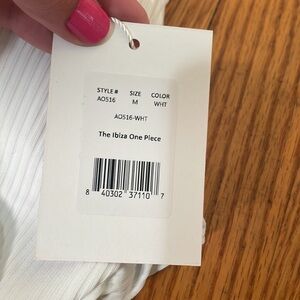 STYLE# SIZE COLOR
AO516 M WHT
AO516-WHT
The Ibiza One Piece
8 40302 37110 7